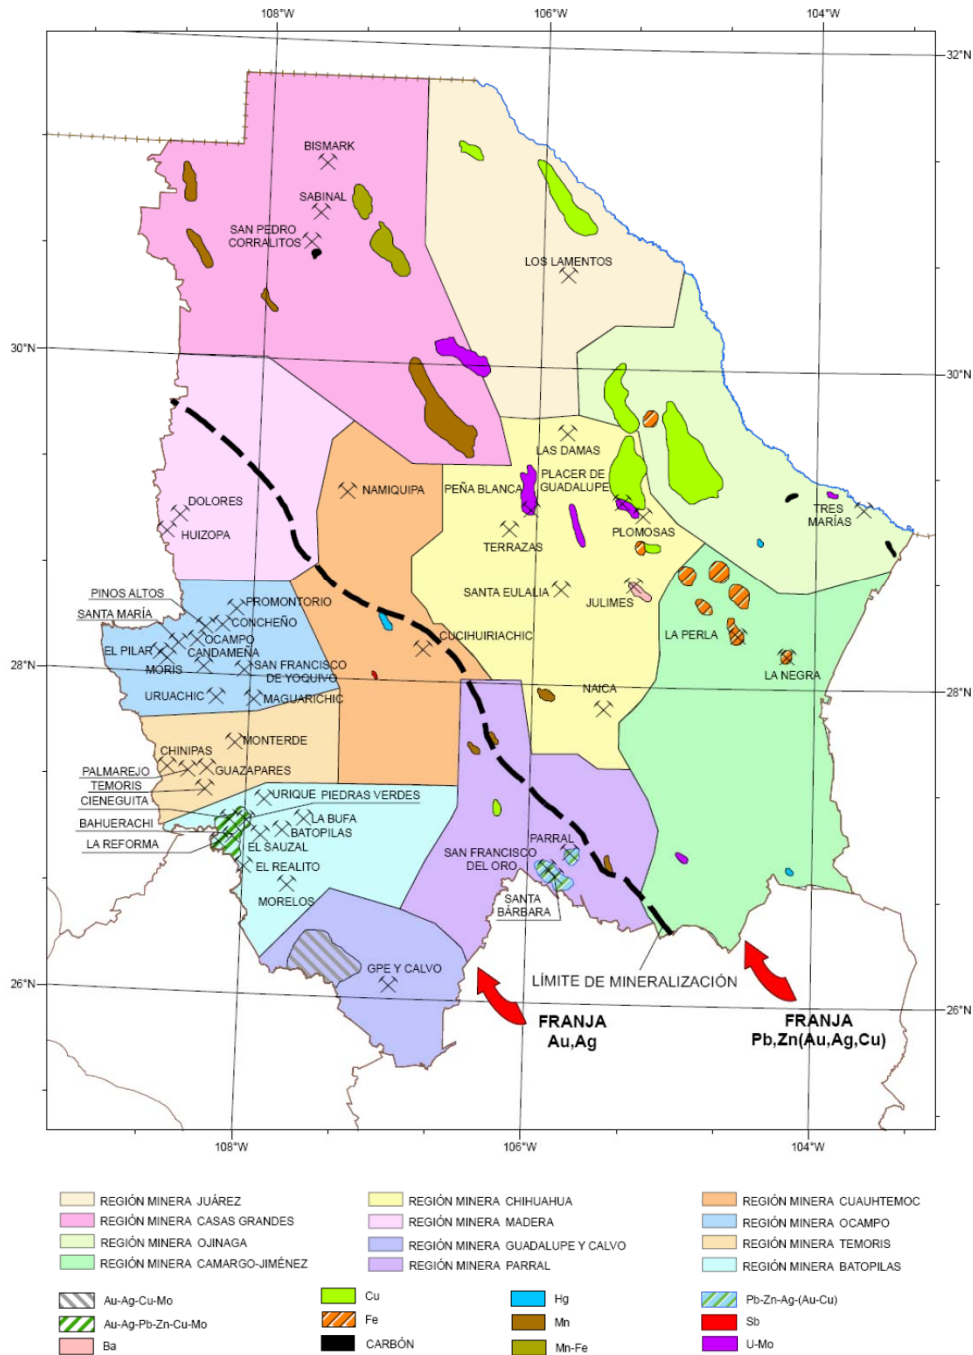 108°W
106°W
104°W
32°N
BISMARK
SABINAL
SAN PEDRO
CORRALITOS
LOS LAMENTOS
30°N
30°N
LAS DAMAS
PLACER DE
GUADALUPE
PEÑA BLANCA
NAMIQUIPA
DOLORES
HUIZOPA
TERRAZAS
PLOMOSAS
TRES
MARÍAS
PINOS ALTOS
SANTA MARÍA
PROMONTORIO
CONCHEÑO
SANTA EULALIA
JULIMES
OCAMPO
EL PILAR
CANDAMEÑA
MORIS
CUCIHUIRIACHIC
LA PERLA
SAN FRANCISCO
DE YOQUIVO
LA NEGRA
28°N
28°N
URUACHIC
MAGUARICHIC
NAICA
MONTERDE
CHINIPAS
PALMAREJO
GUAZAPARES
TEMORIS
CIENEGUITA
URIQUE
PIEDRAS VERDES
BAHUERACHI
LA BUFA
BATOPILAS
LA REFORMA
EL SAUZAL
PARRAL
SAN FRANCISCO
DEL ORO
EL REALITO
MORELOS
SANTA
BÁRBARA
GPE Y CALVO
LÍMITE DE MINERALIZACIÓN
26°N
26°N
FRANJA
Au,Ag
FRANJA
Pb,Zn(Au,Ag,Cu)
108°W
106°W
104°W
REGIÓN MINERA JUÁREZ
REGIÓN MINERA CHIHUAHUA
REGIÓN MINERA CUAUHTEMOC
REGIÓN MINERA CASAS GRANDES
REGIÓN MINERA MADERA
REGIÓN MINERA OCAMPO
REGIÓN MINERA OJINAGA
REGIÓN MINERA GUADALUPE Y CALVO
REGIÓN MINERA TEMORIS
REGIÓN MINERA CAMARGO-JIMÉNEZ
REGIÓN MINERA PARRAL
REGIÓN MINERA BATOPILAS
Au-Ag-Cu-Mo
Cu
Hg
Pb-Zn-Ag-(Au-Cu)
Au-Ag-Pb-Zn-Cu-Mo
Fe
Mn
Sb
Ba
CARBÓN
Mn-Fe
U-Mo